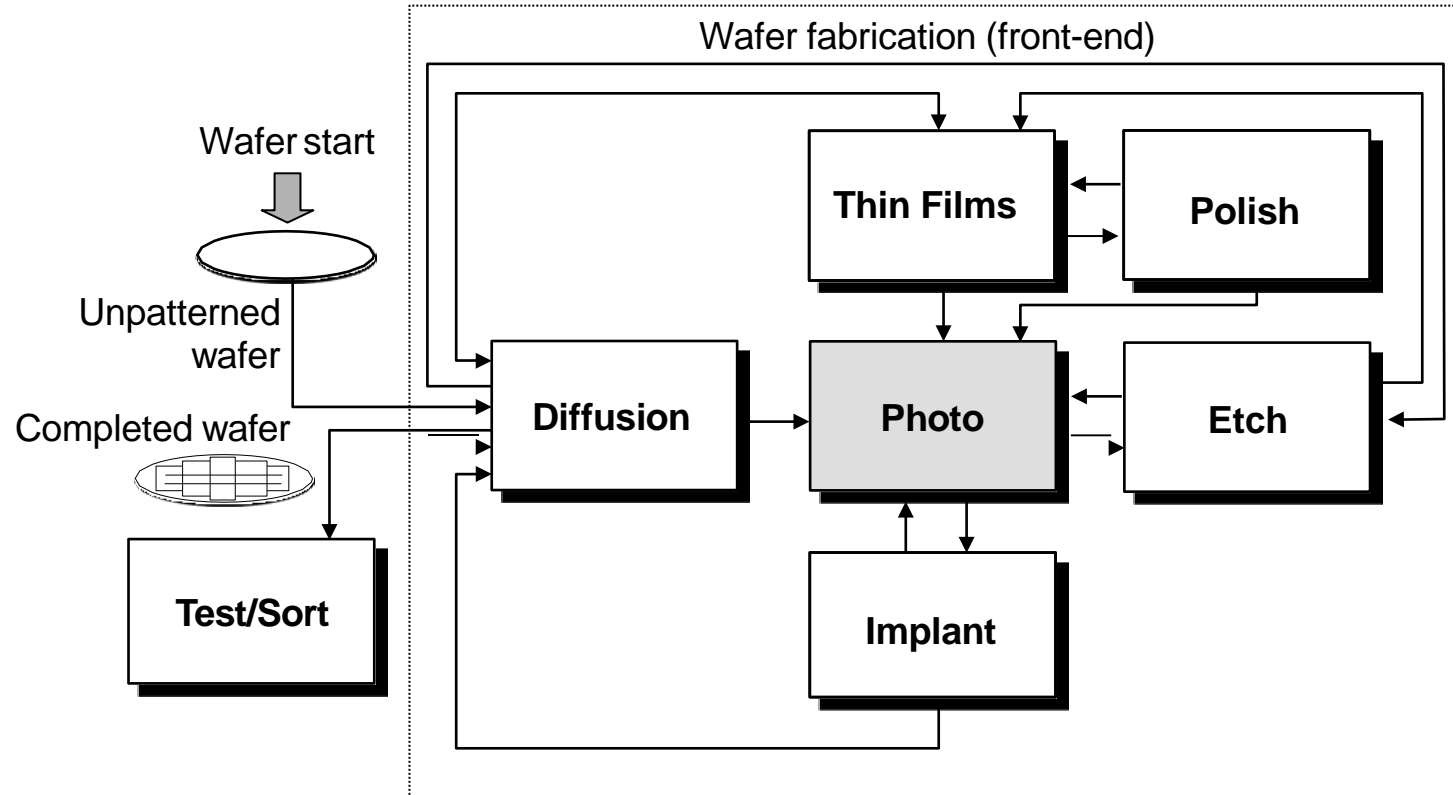 Wafer fabrication (front-end)
Wafer start
Thin Films
Polish
Unpatterned
wafer
Diffusion
Photo
Etch
Completed wafer
Test/Sort
Implant